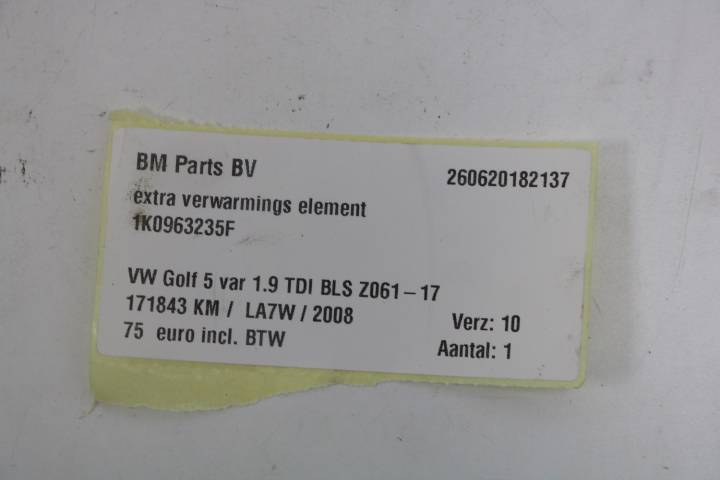 BM Parts BV
260620182137
extra verwarmings element
1K0963235F
VW Golf 5 var 1.9 TDI BLS Z061-17
171843 KM / LA7W / 2008
Verz: 10
75 euro incl. BTW
Aantal: 1